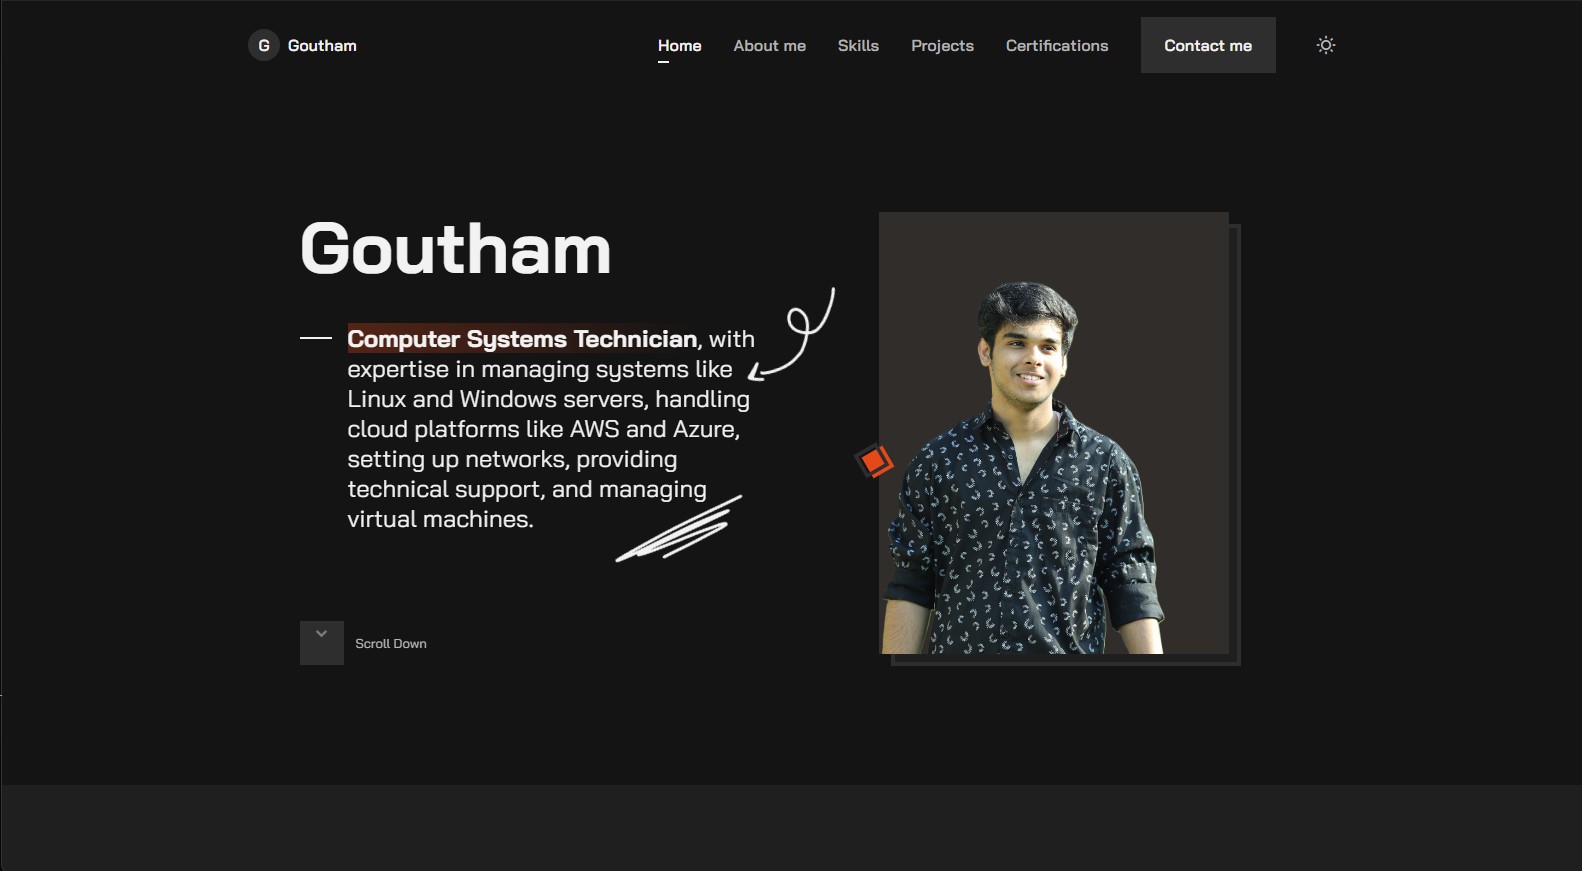 G Goutham
Home About me Skills Projects Certifications Contact me
Goutham
Computer Systems Technician, with
expertise in managing systems like
Linux and Windows servers, handling
cloud platforms like AWS and Azure,
setting up networks, providing
technical support, and managing
virtual machines.
Scroll Down